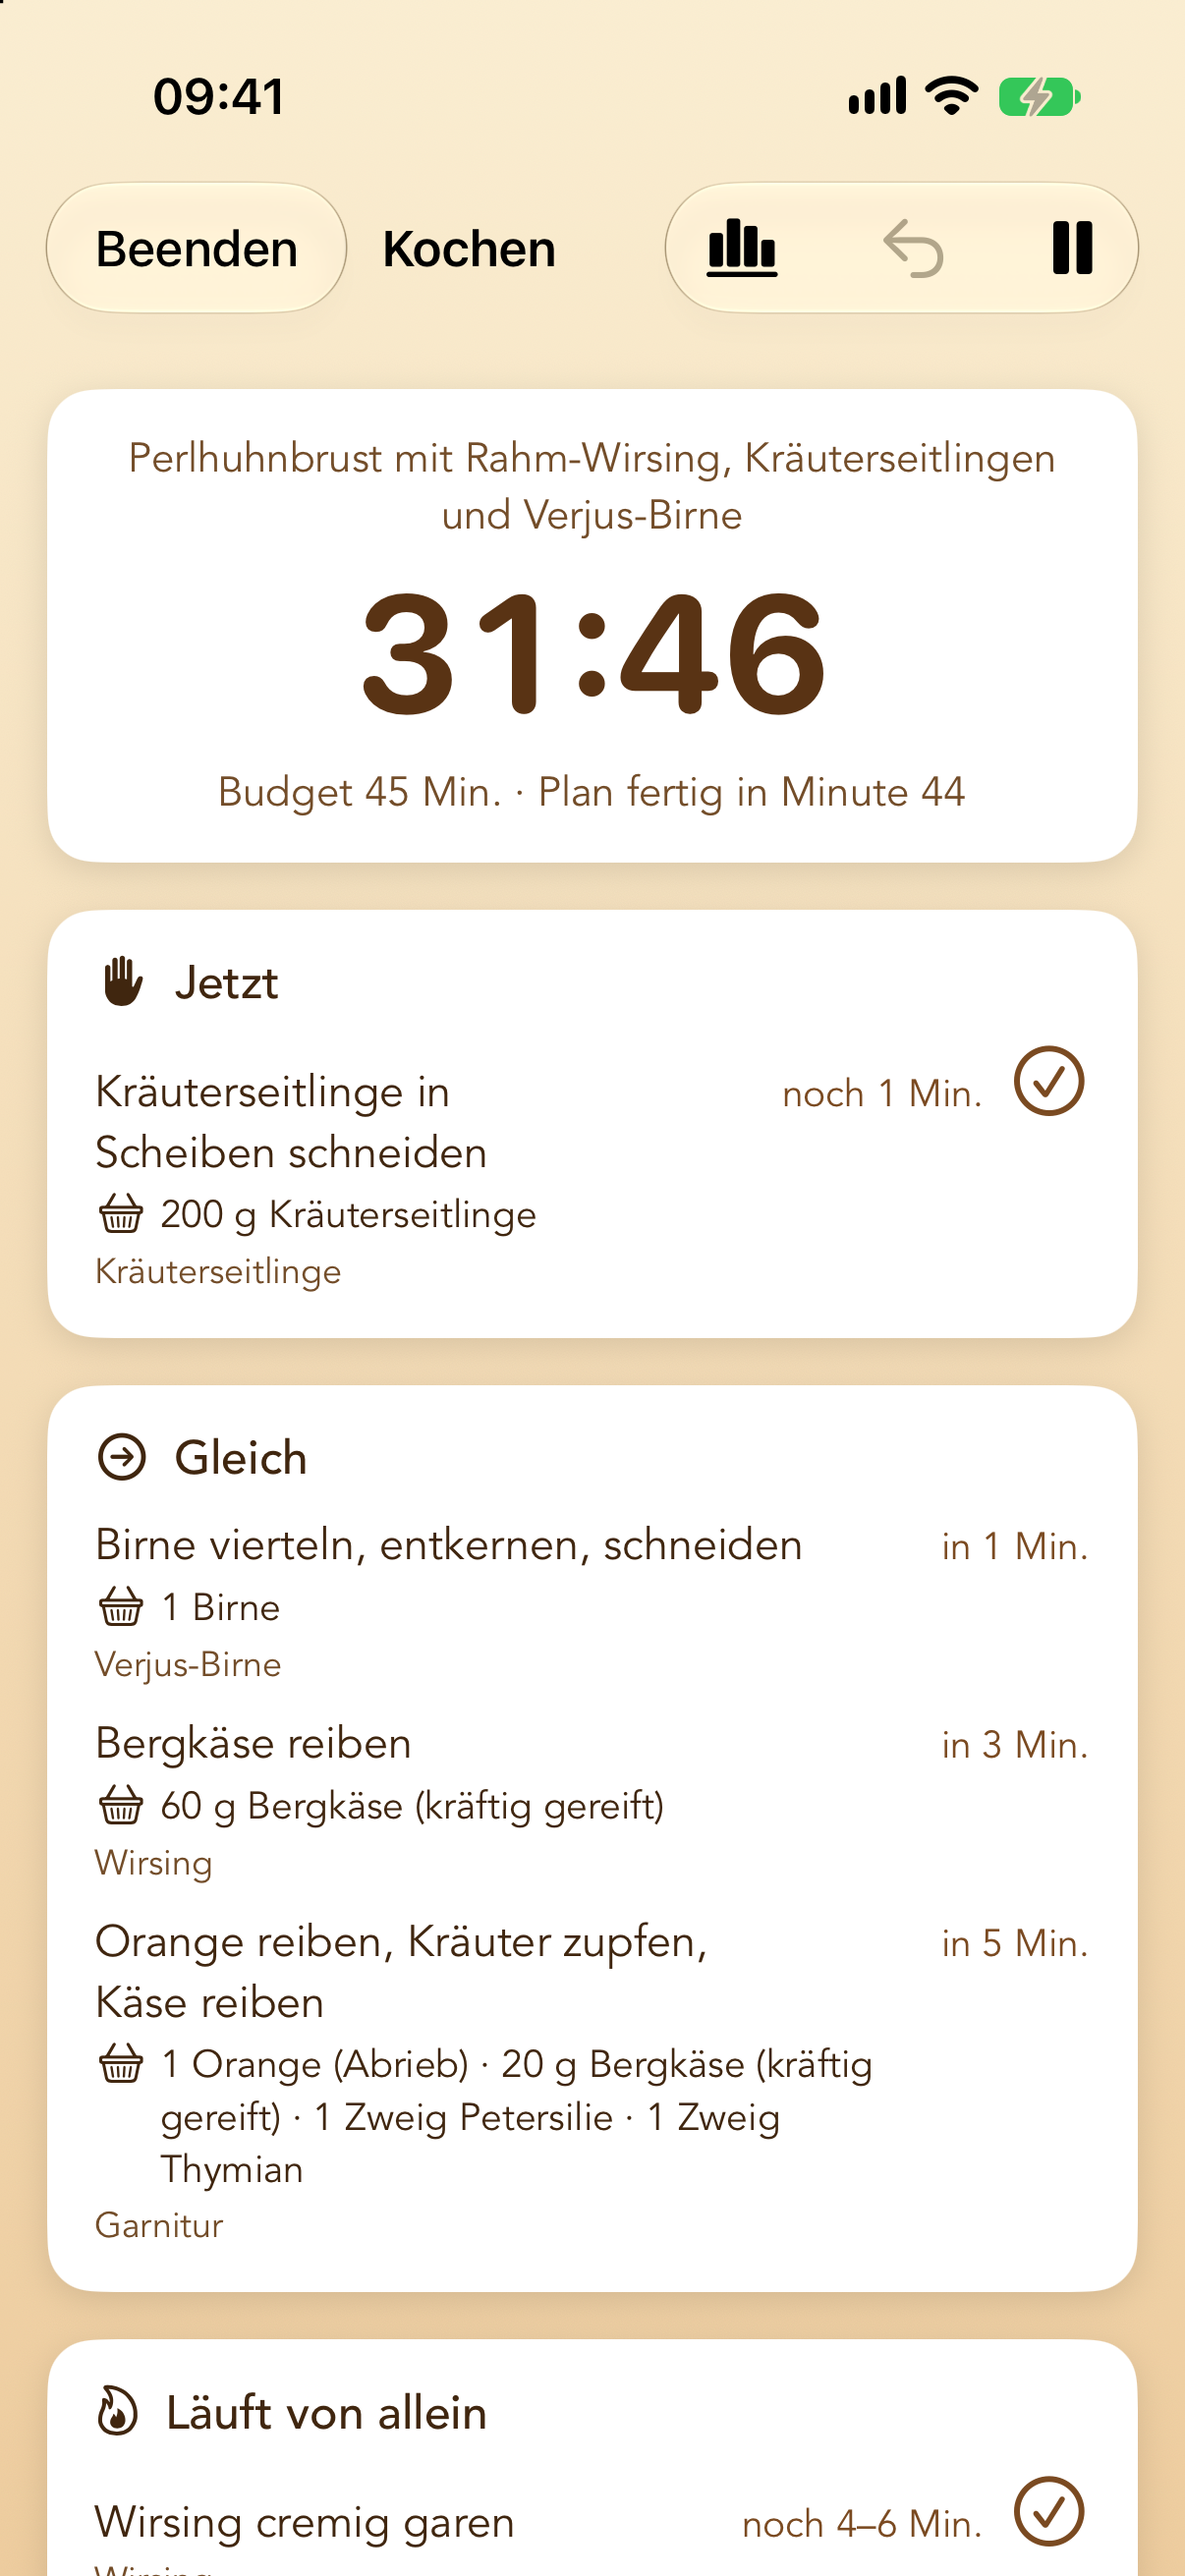 09:41
Beenden Kochen
Perlhuhnbrust mit Rahm-Wirsing, Kräuterseitlingen
und Verjus-Birne
31:46
Budget 45 Min. · Plan fertig in Minute 44
Jetzt
Kräuterseitlinge in noch 1 Min.
Scheiben schneiden
200 g Kräuterseitlinge
Kräuterseitlinge
Gleich
Birne vierteln, entkernen, schneiden in 1 Min.
1 Birne
Verjus-Birne
Bergkäse reiben in 3 Min.
60 g Bergkäse (kräftig gereift)
Wirsing
Orange reiben, Kräuter zupfen, in 5 Min.
Käse reiben
1 Orange (Abrieb) · 20 g Bergkäse (kräftig
gereift) · 1 Zweig Petersilie · 1 Zweig
Thymian
Garnitur
Läuft von allein
Wirsing cremig garen noch 4–6 Min.